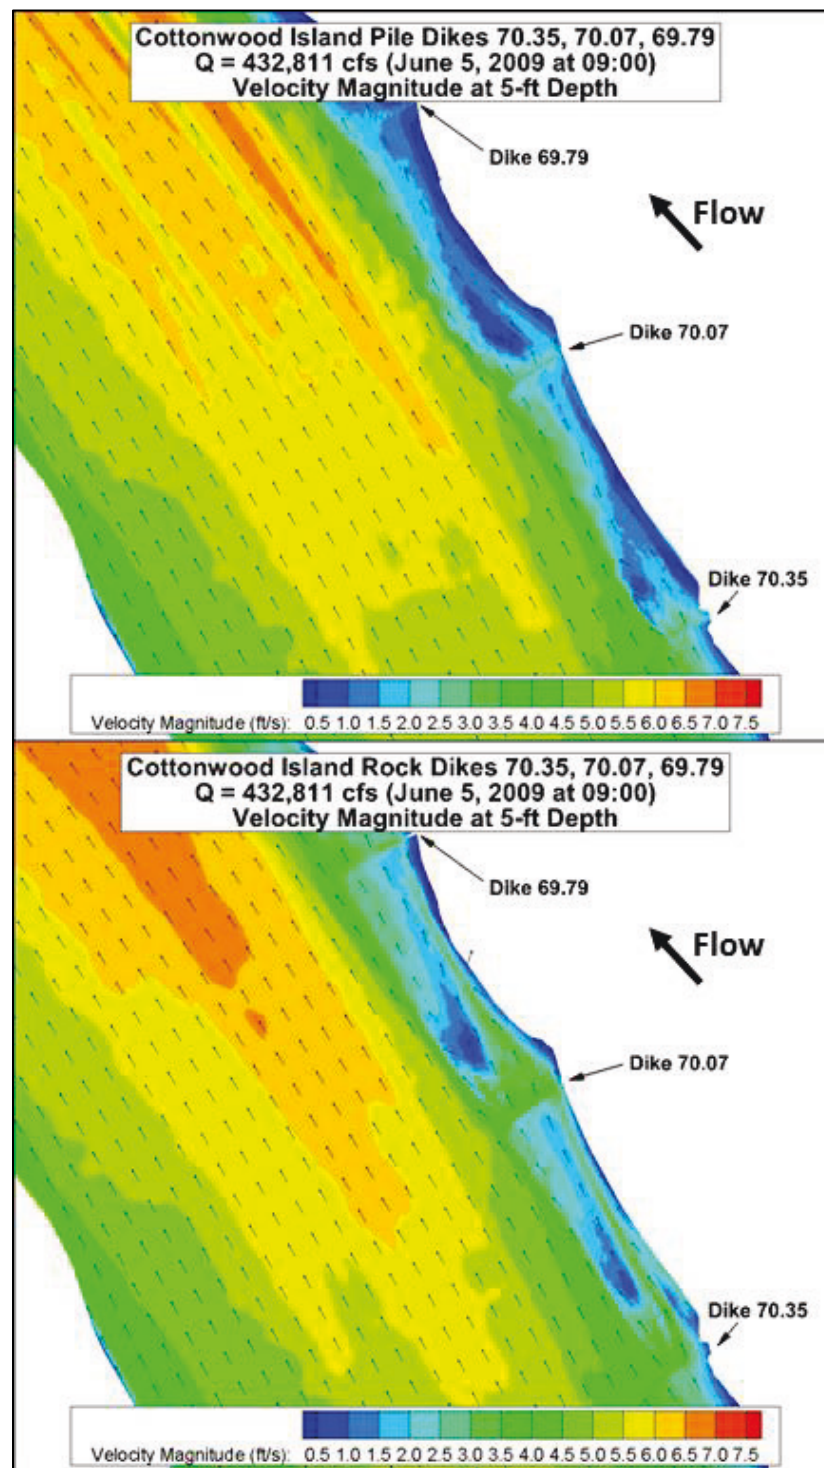 Cottonwood Island Pile Dikes 70.35, 70.07, 69.79
Q = 432,811 cfs (June 5, 2009 at 09:00)
Velocity Magnitude at 5-ft Depth
Dike 69.79
Flow
Dike 70.07
Dike 70.35
Velocity Magnitude (ft/s): 0.5 1.0 1.5 2.0 2.5 3.0 3.5 4.0 4.5 5.0 5.5 6.0 6.5 7.0 7.5
Cottonwood Island Rock Dikes 70.35, 70.07, 69.79
Q = 432,811 cfs (June 5, 2009 at 09:00)
Velocity Magnitude at 5-ft Depth
Dike 69.79
Flow
Dike 70.07
Dike 70.35
Velocity Magnitude (ft/s): 0.5 1.0 1.5 2.0 2.5 3.0 3.5 4.0 4.5 5.0 5.5 6.0 6.5 7.0 7.5